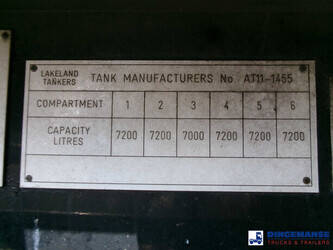 LAKELAND TANKERS TANK MANUFACTURERS No AT11-1455
COMPARTMENT 1 2 3 4 5 6
CAPACITY LITRES 7200 7200 7000 7200 7200 7200
DINGEMANSE
TRUCKS & TRAILERS